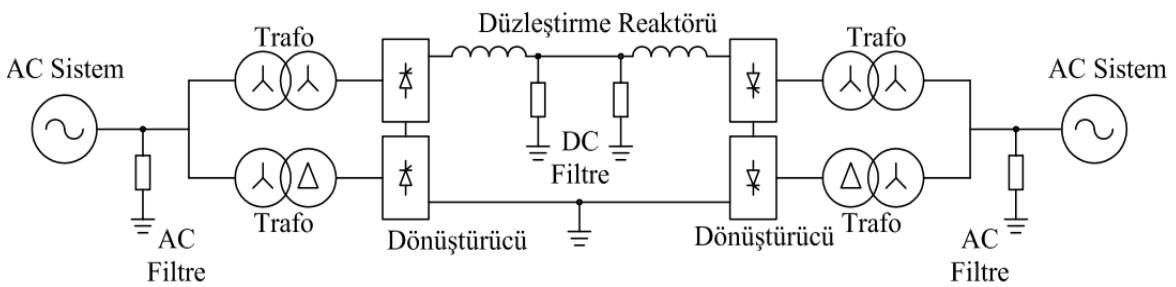 Düzleştirme Reaktörü
Trafo
Trafo
AC Sistem
AC Sistem
DC
Filtre
Trafo
Trafo
Dönüştürücü
Dönüştürücü
AC
Filtre
AC
Filtre